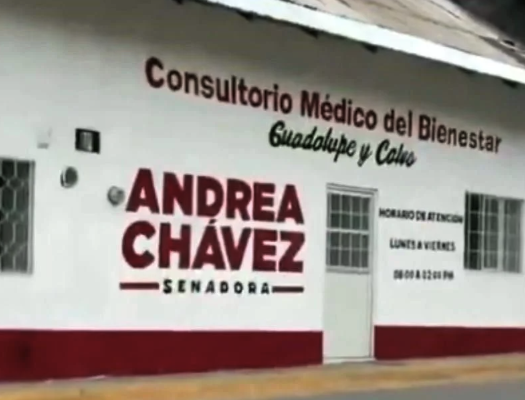 Consultorio Médico del Bienestar
Guadalupe y Calvo
ANDREA
CHÁVEZ
SENADORA
HORARIO DE ATENCIÓN
LUNES A VIERNES
08:00 A 02:00 PM